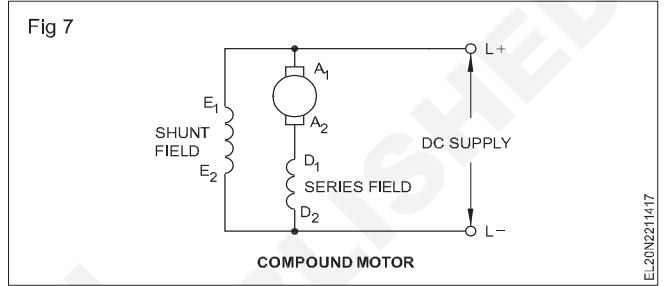 Fig 7
L+
A1
E1
A2
SHUNT
FIELD
DC SUPPLY
D1
E2
SERIES FIELD
D2
L−
COMPOUND MOTOR
EL20N2211417